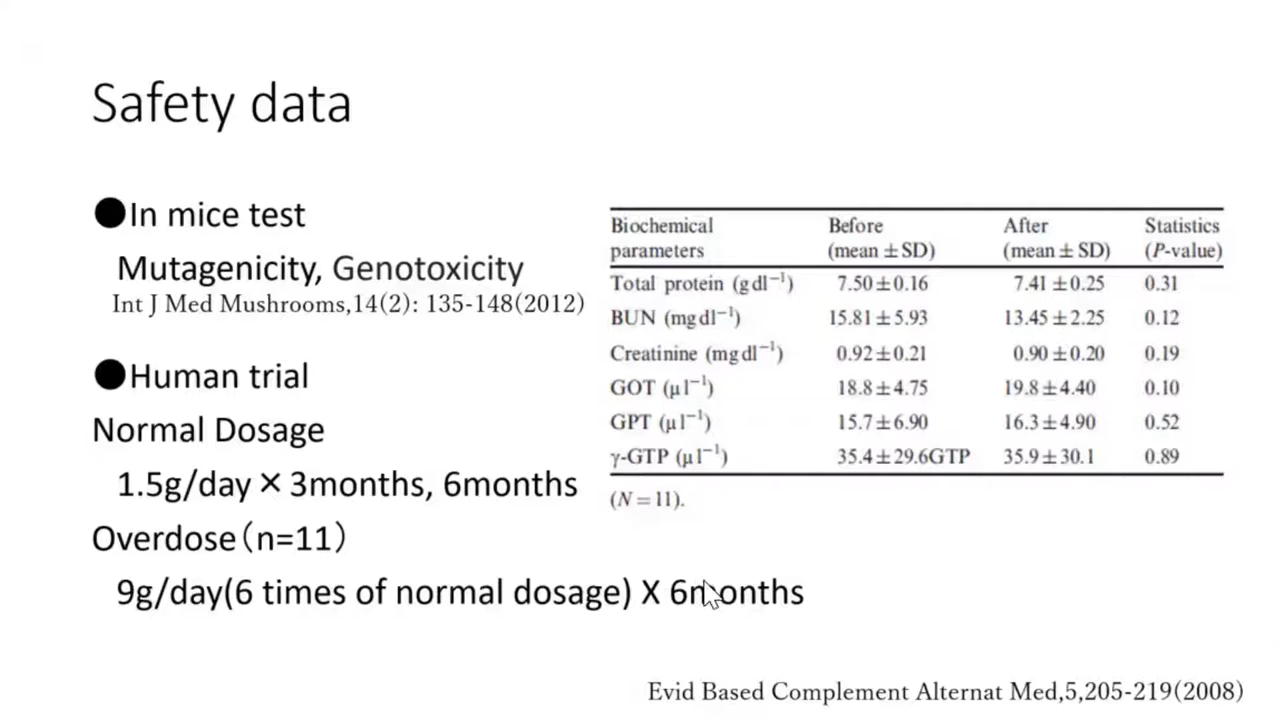 Safety data
●In mice test
Mutagenicity, Genotoxicity
Int J Med Mushrooms,14(2): 135-148(2012)
●Human trial
Normal Dosage
1.5g/day × 3months, 6months
Overdose（n=11）
9g/day(6 times of normal dosage) X 6months
Biochemical parameters Before (mean ± SD) After (mean ± SD) Statistics (P-value)
Total protein (g dl⁻¹) 7.50 ± 0.16 7.41 ± 0.25 0.31
BUN (mg dl⁻¹) 15.81 ± 5.93 13.45 ± 2.25 0.12
Creatinine (mg dl⁻¹) 0.92 ± 0.21 0.90 ± 0.20 0.19
GOT (μ l⁻¹) 18.8 ± 4.75 19.8 ± 4.40 0.10
GPT (μ l⁻¹) 15.7 ± 6.90 16.3 ± 4.90 0.52
γ-GTP (μ l⁻¹) 35.4 ± 29.6GTP 35.9 ± 30.1 0.89
(N = 11).
Evid Based Complement Alternat Med,5,205-219(2008)